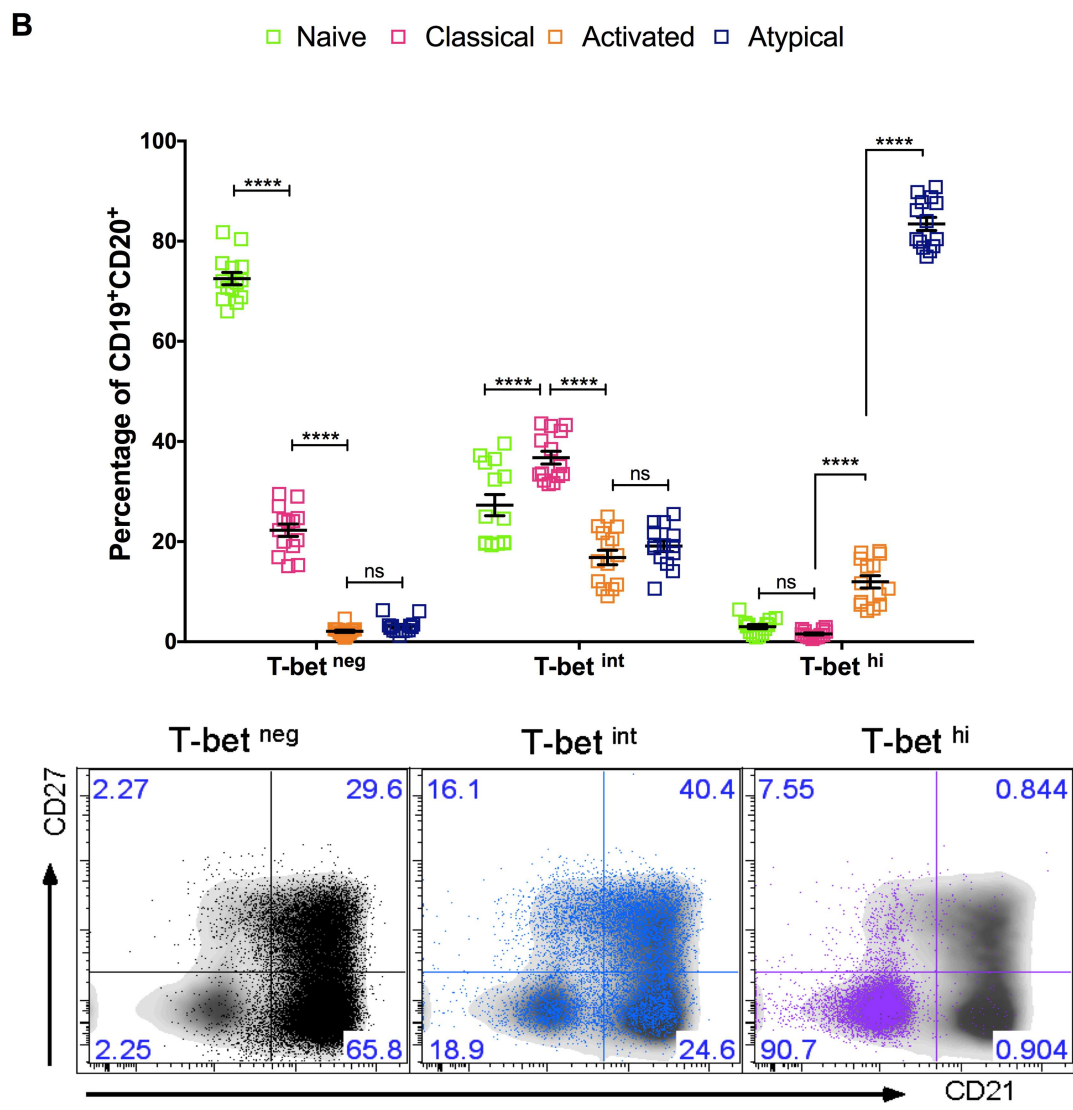 B
Naive Classical Activated Atypical
Percentage of CD19⁺CD20⁺
100
80
60
40
20
0
****
****
ns
****
****
ns
ns
****
****
T-bet neg T-bet int T-bet hi
T-bet neg T-bet int T-bet hi
CD27
2.27 29.6 16.1 40.4 7.55 0.844
2.25 65.8 18.9 24.6 90.7 0.904
CD21